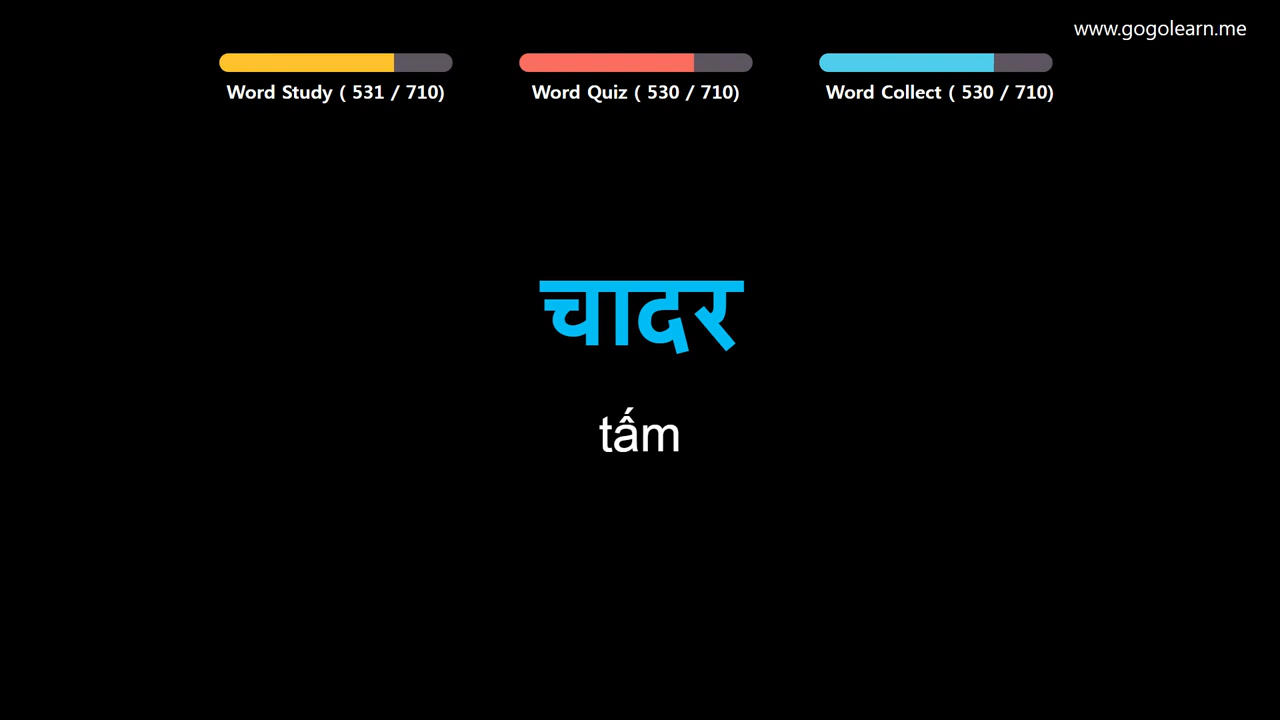 www.gogolearn.me
Word Study ( 531 / 710)
Word Quiz ( 530 / 710)
Word Collect ( 530 / 710)
चादर
tấm